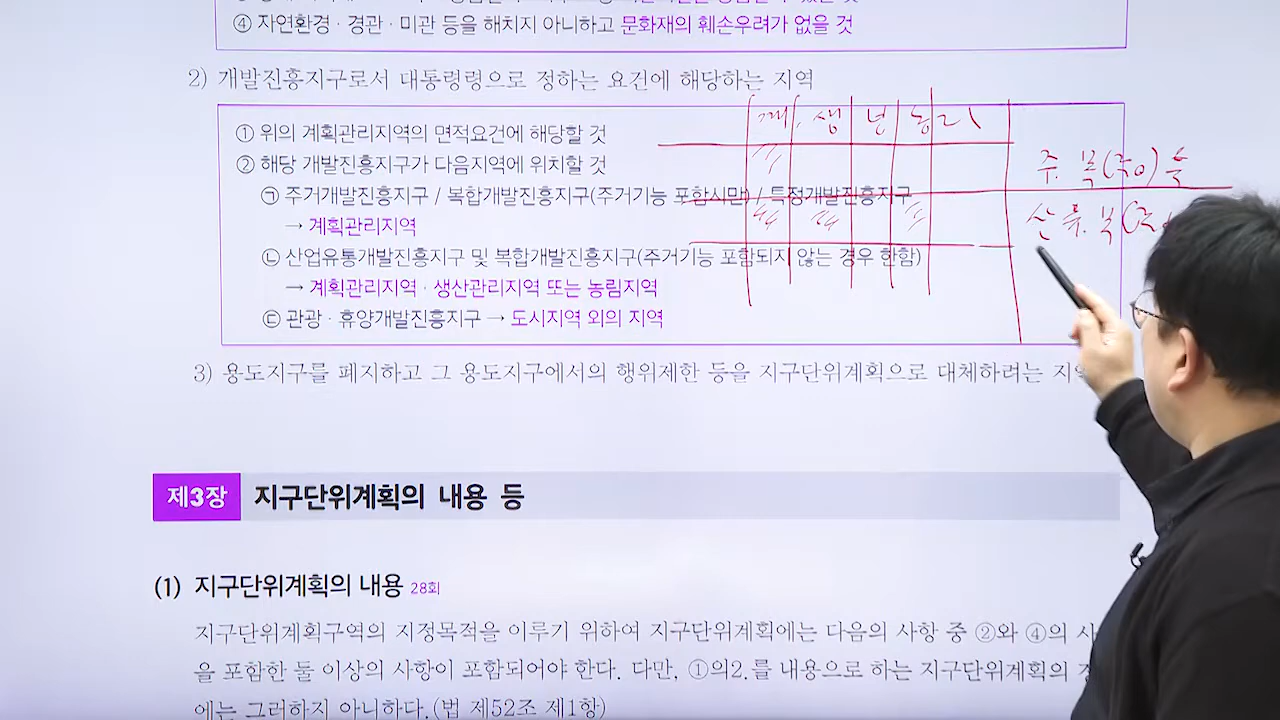 ④ 자연환경·경관·미관 등을 해치지 아니하고 문화재의 훼손우려가 없을 것
2) 개발진흥지구로서 대통령령으로 정하는 요건에 해당하는 지역
계 생 보 농림
① 위의 계획관리지역의 면적요건에 해당할 것
② 해당 개발진흥지구가 다음지역에 위치할 것
주. 복(주o)
㉠ 주거개발진흥지구 / 복합개발진흥지구(주거기능 포함시만) / 특정개발진흥지구
→ 계획관리지역
산 유. 복(주
㉡ 산업유통개발진흥지구 및 복합개발진흥지구(주거기능 포함되지 않는 경우 한함)
→ 계획관리지역·생산관리지역 또는 농림지역
㉢ 관광·휴양개발진흥지구 → 도시지역 외의 지역
3) 용도지구를 폐지하고 그 용도지구에서의 행위제한 등을 지구단위계획으로 대체하려는 지
제3장 지구단위계획의 내용 등
(1) 지구단위계획의 내용 28회
지구단위계획구역의 지정목적을 이루기 위하여 지구단위계획에는 다음의 사항 중 ②와 ④의 사
을 포함한 둘 이상의 사항이 포함되어야 한다. 다만, ①의2.를 내용으로 하는 지구단위계획의
에는 그러하지 아니하다.(법 제52조 제1항)